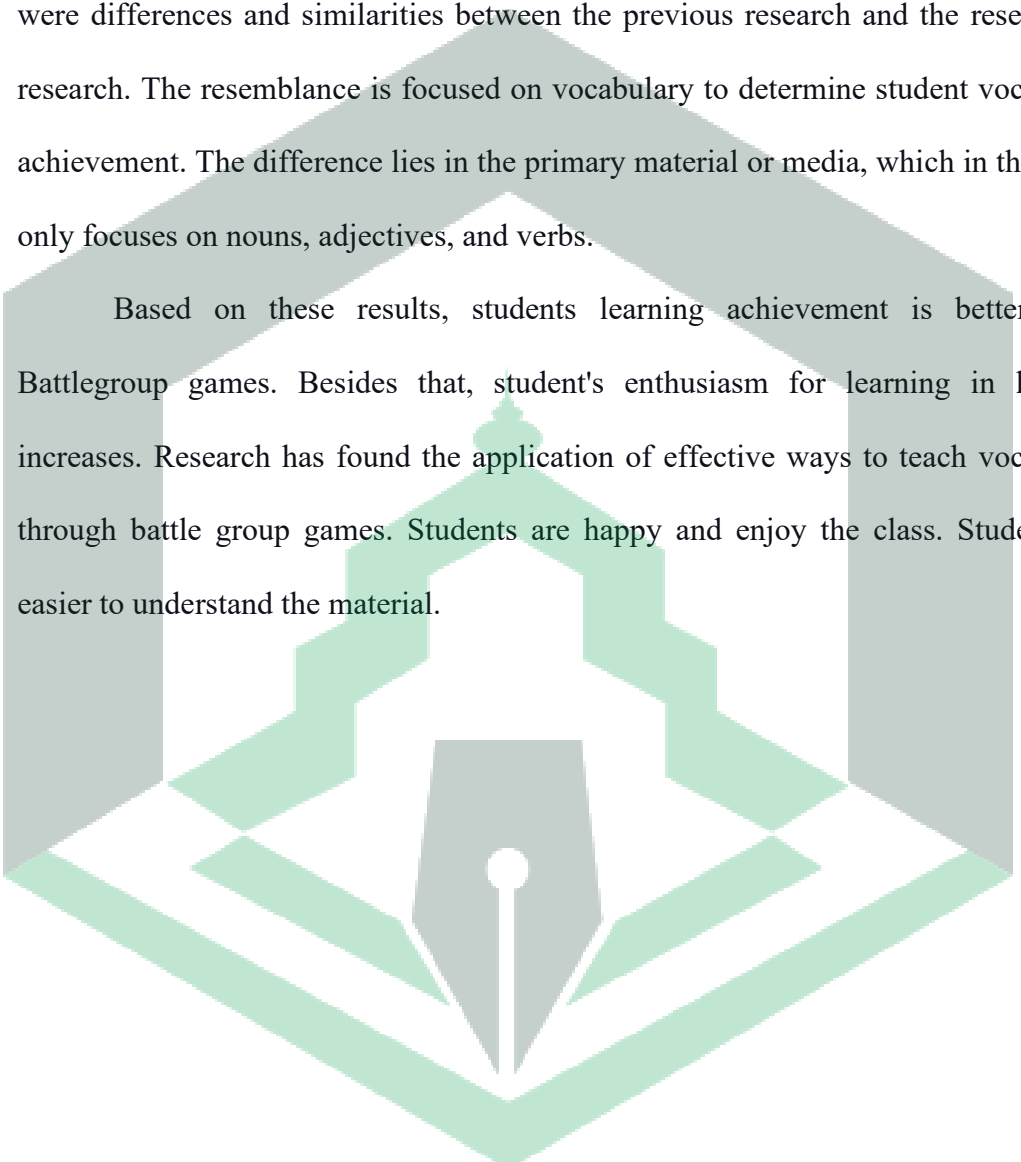 were differences and similarities between the previous research and the rese
research. The resemblance is focused on vocabulary to determine student voc
achievement. The difference lies in the primary material or media, which in th
only focuses on nouns, adjectives, and verbs.
Based on these results, students learning achievement is better
Battlegroup games. Besides that, student's enthusiasm for learning in
increases. Research has found the application of effective ways to teach voc
through battle group games. Students are happy and enjoy the class. Stude
easier to understand the material.